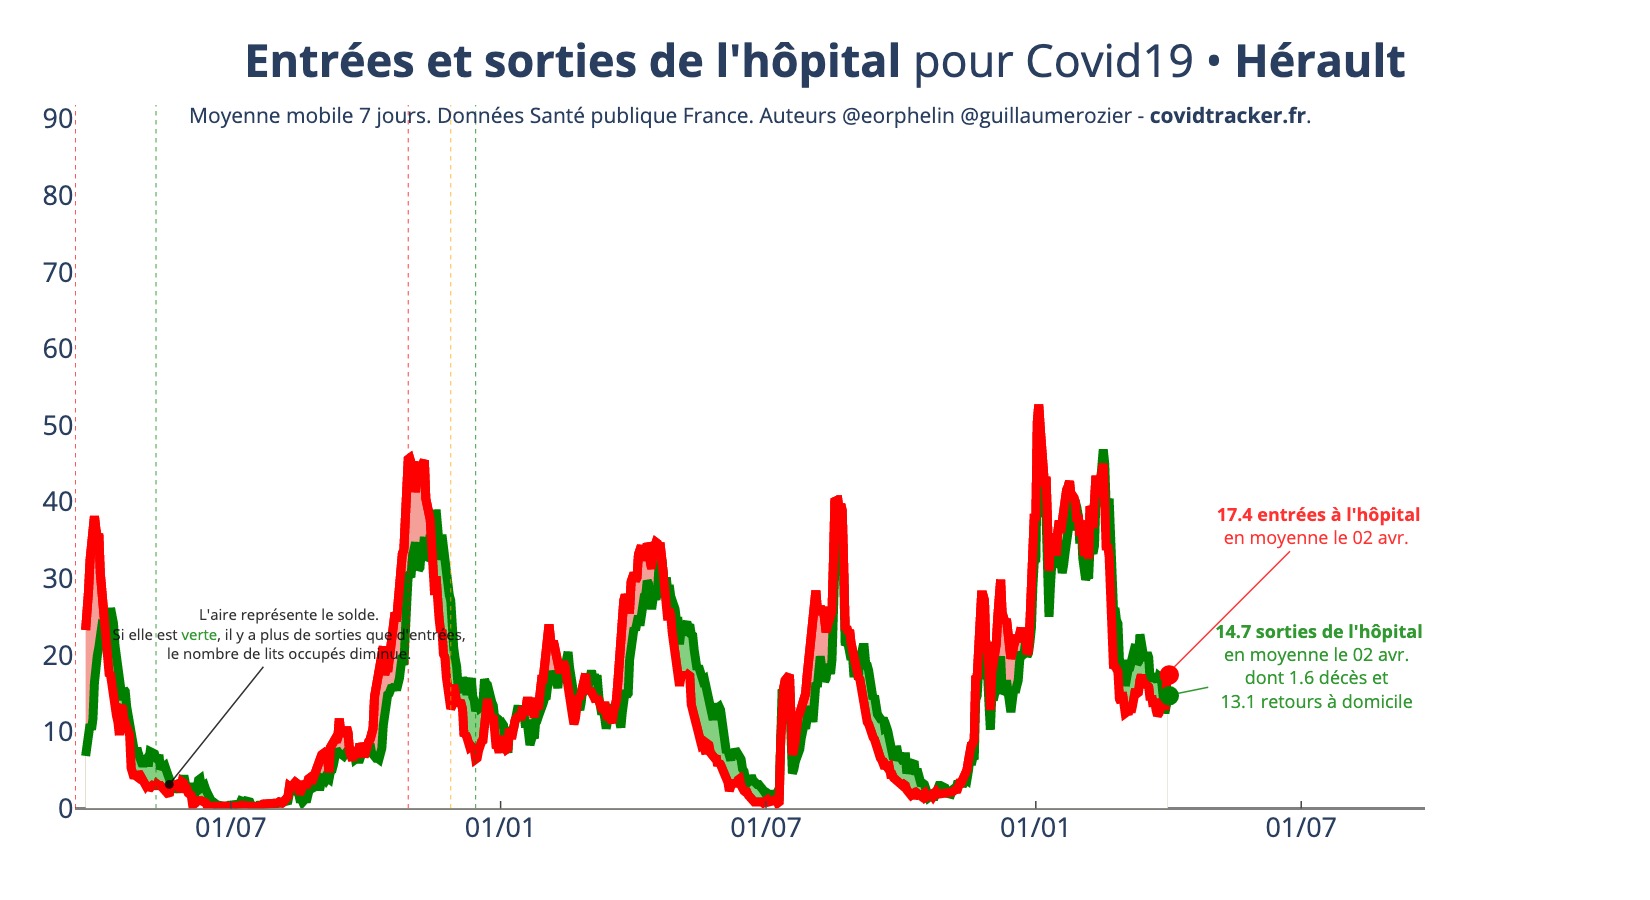 Entrées et sorties de l'hôpital pour Covid19 • Hérault
Moyenne mobile 7 jours. Données Santé publique France. Auteurs @eorphelin @guillaumerozier - covidtracker.fr.
90
80
70
60
50
40
30
20
10
0
L'aire représente le solde.
Si elle est verte, il y a plus de sorties que d'entrées,
le nombre de lits occupés diminue.
17.4 entrées à l'hôpital
en moyenne le 02 avr.
14.7 sorties de l'hôpital
en moyenne le 02 avr.
dont 1.6 décès et
13.1 retours à domicile
01/07
01/01
01/07
01/01
01/07